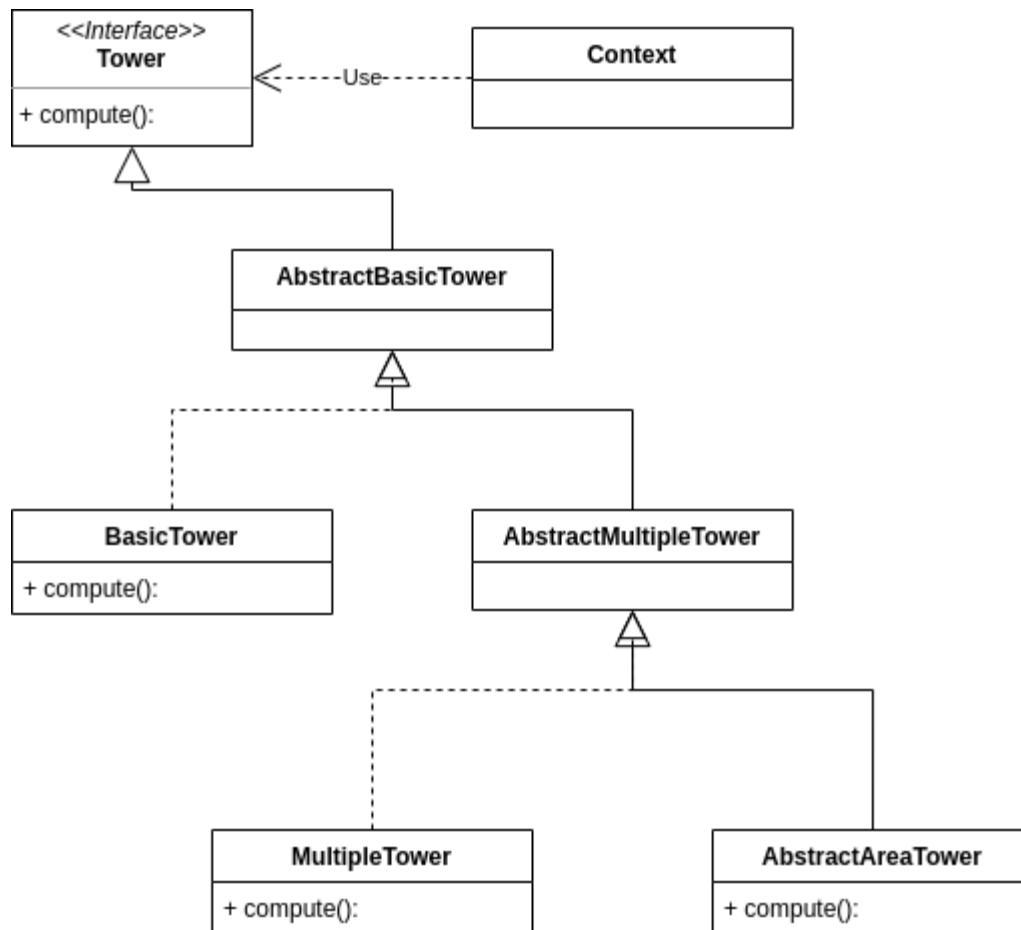 <<Interface>>
Tower
+ compute():
Use
Context
AbstractBasicTower
BasicTower
+ compute():
AbstractMultipleTower
MultipleTower
+ compute():
AbstractAreaTower
+ compute():